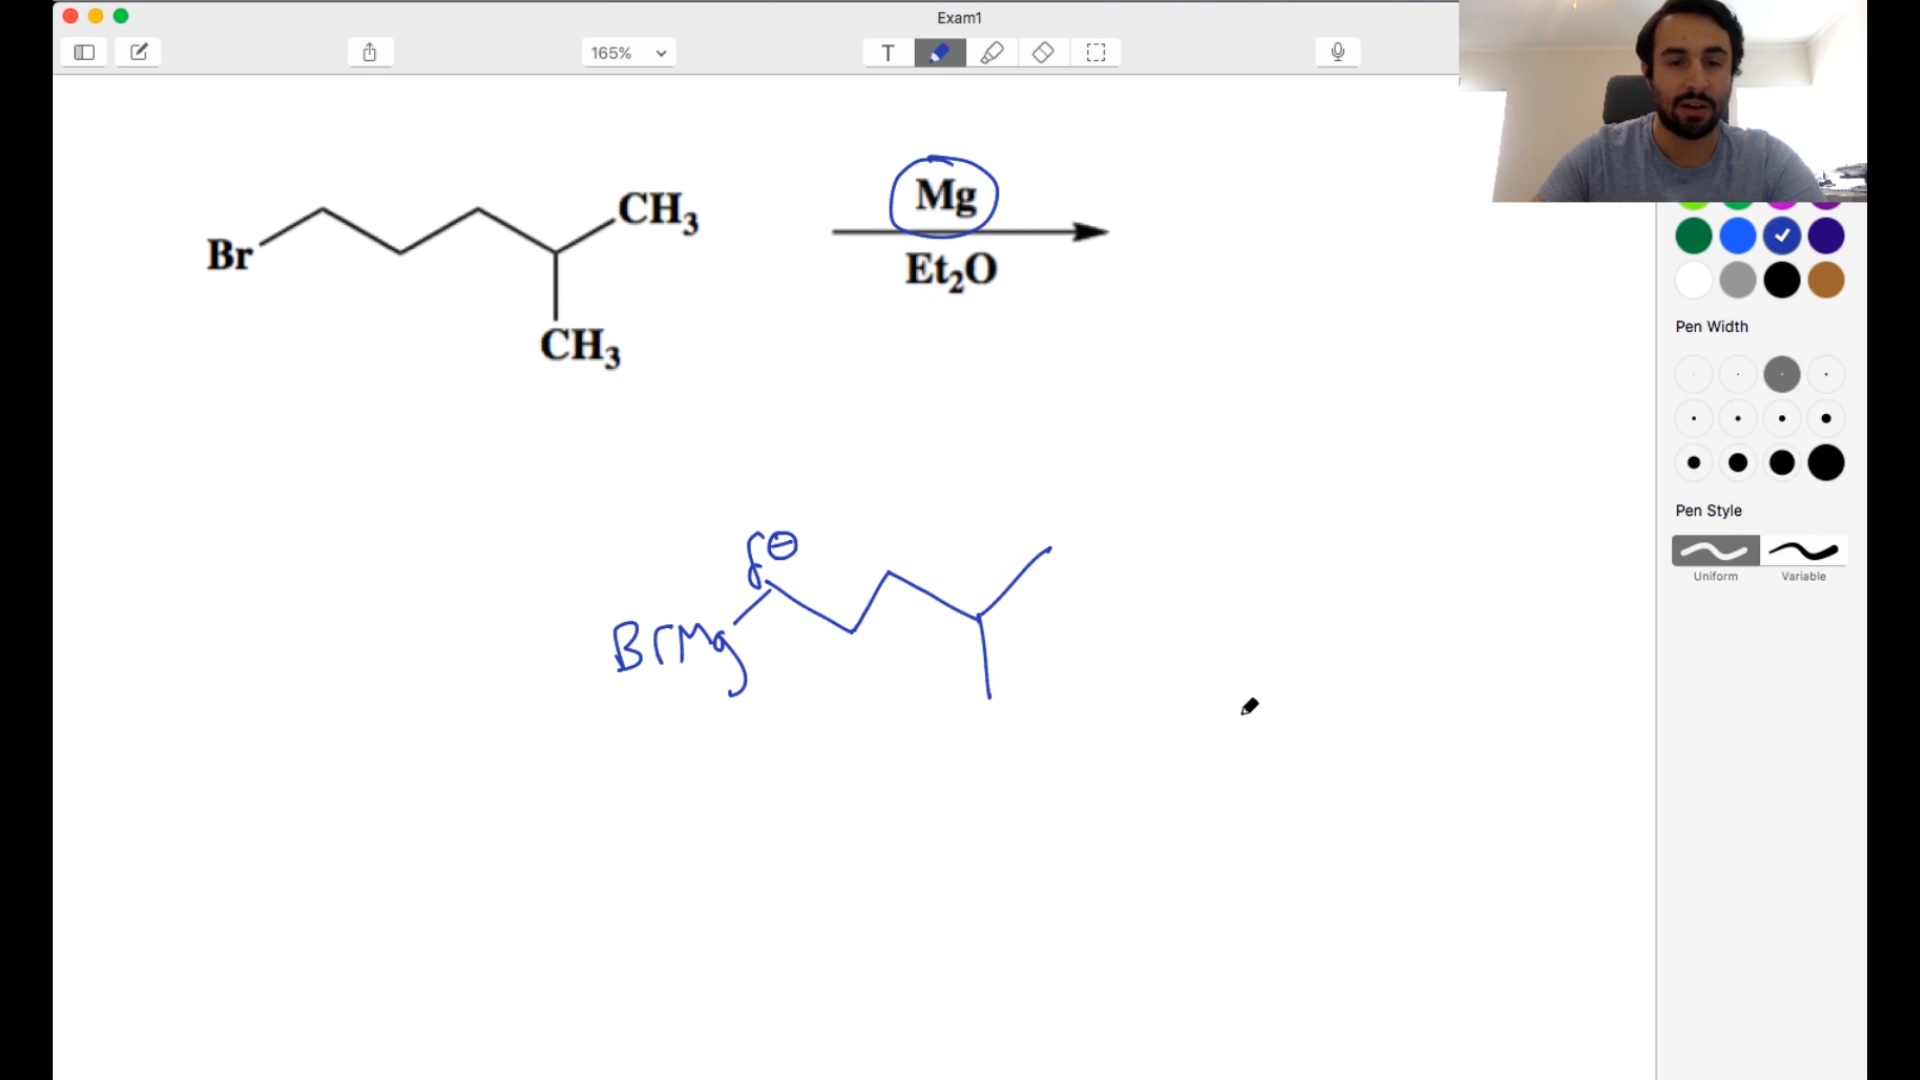 Exam1
165%
T
Br
CH3
CH3
Mg
Et2O
δ⊖
BrMg
Pen Width
Pen Style
Uniform
Variable